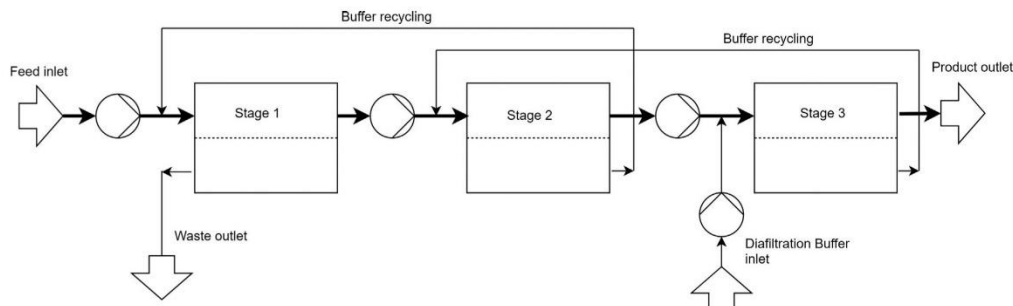 Buffer recycling
Buffer recycling
Feed inlet
Product outlet
Stage 1
Stage 2
Stage 3
Waste outlet
Diafiltration Buffer
inlet